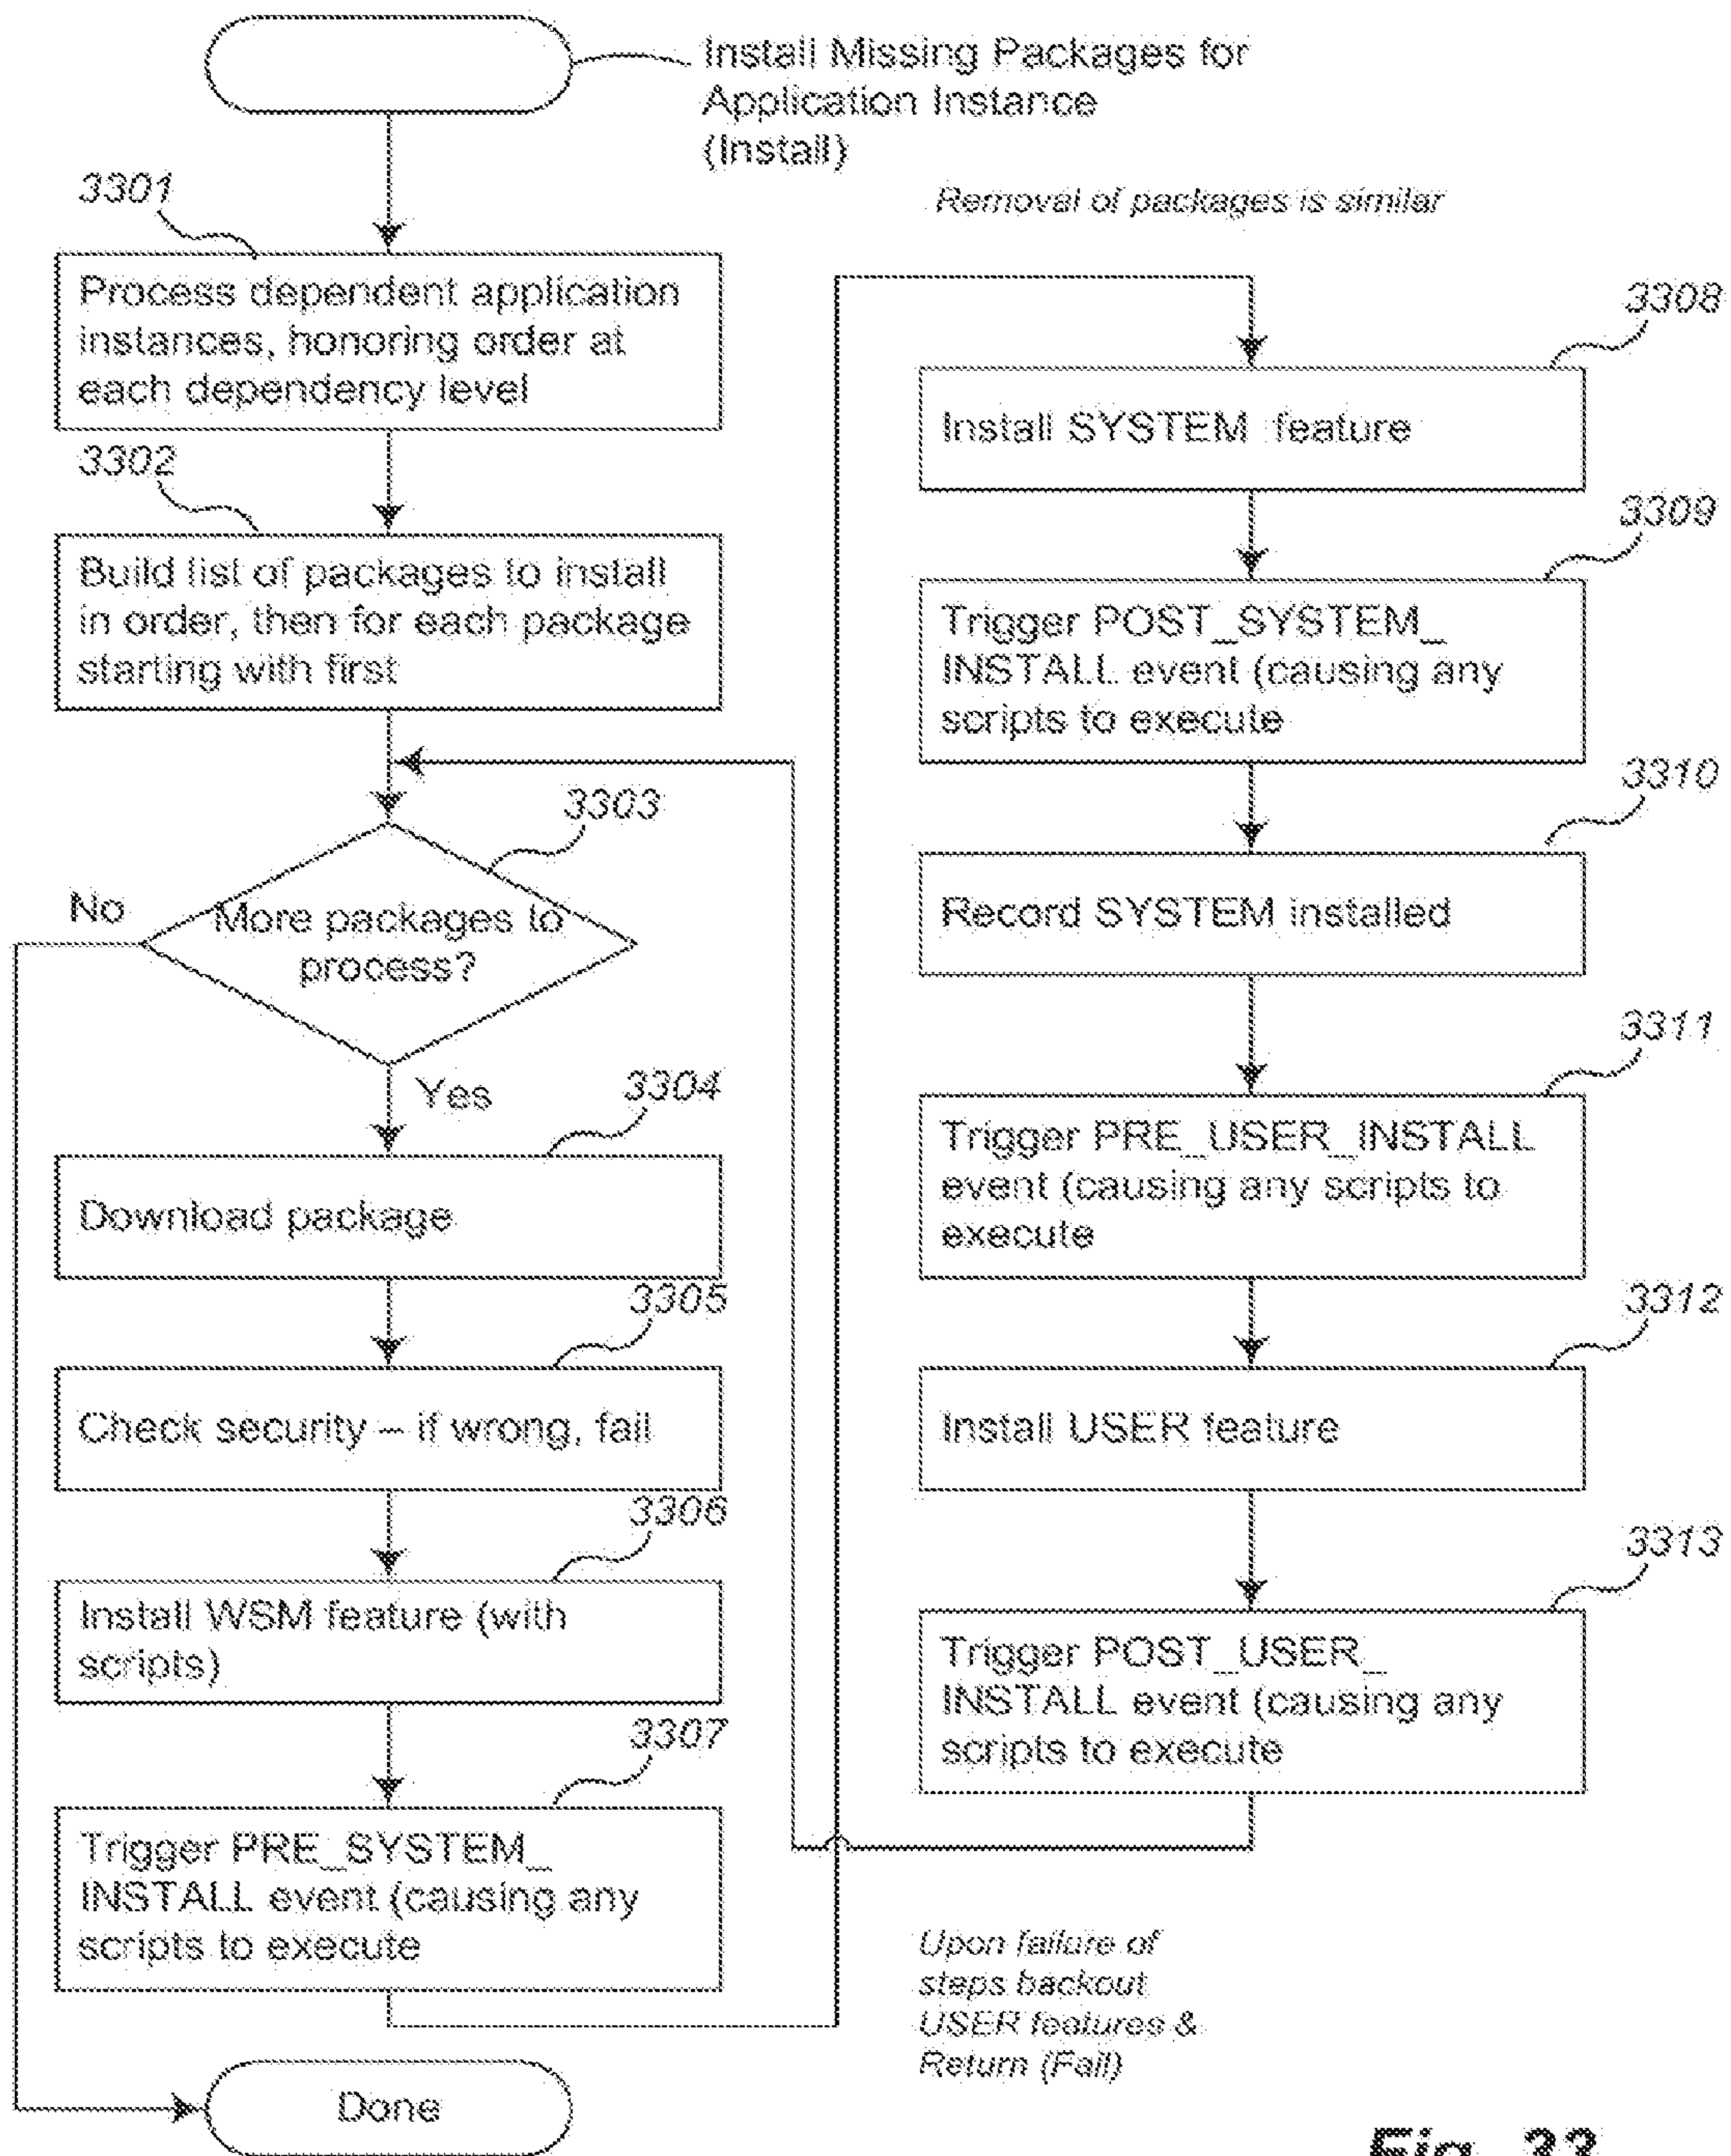 Install Missing Packages for
Application Instance
(Install)
Removal of packages is similar
3301
Process dependent application
instances, honoring order at
each dependency level
3302
Build list of packages to install
in order, then for each package
starting with first
3303
More packages to
process?
No
Yes
3304
Download package
3305
Check security – if wrong, fail
3306
Install WSM feature (with
scripts)
3307
Trigger PRE_SYSTEM_
INSTALL event (causing any
scripts to execute
3308
Install SYSTEM feature
3309
Trigger POST_SYSTEM_
INSTALL event (causing any
scripts to execute
3310
Record SYSTEM installed
3311
Trigger PRE_USER_INSTALL
event (causing any scripts to
execute
3312
Install USER feature
3313
Trigger POST_USER_
INSTALL event (causing any
scripts to execute
Upon failure of
steps backout
USER features &
Return (Fail)
Done
Fig. 33